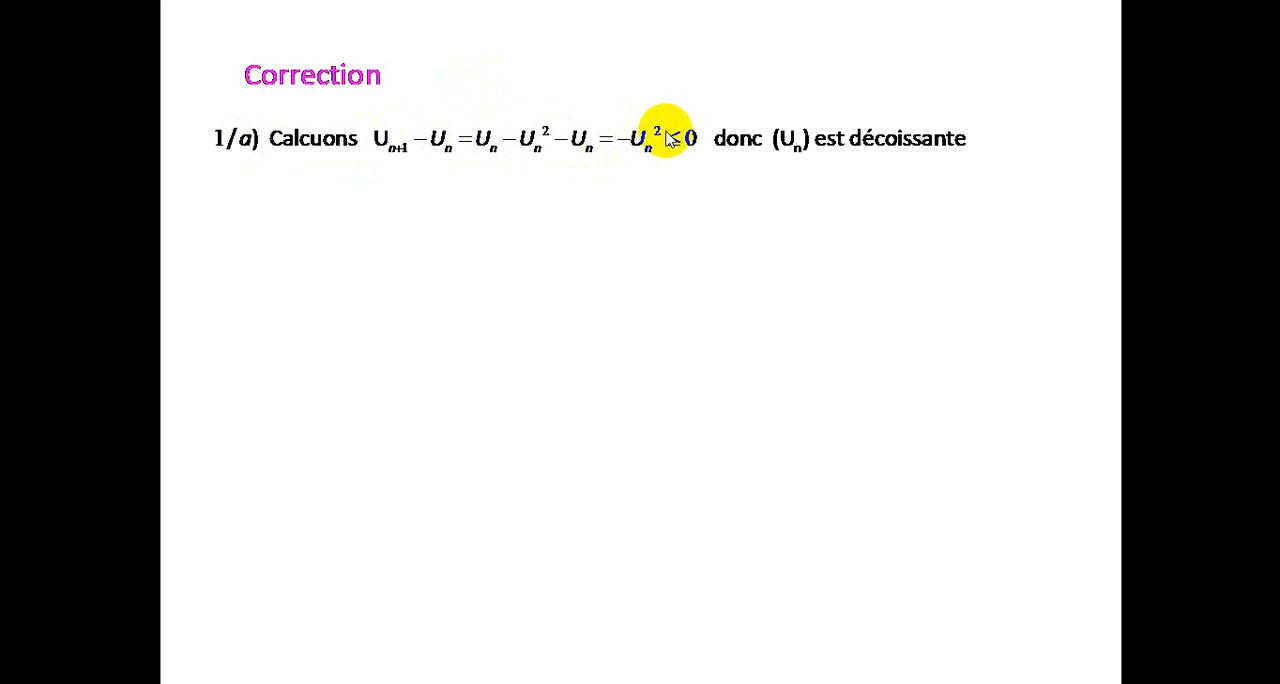 Correction
1/a) Calcuons U_{n+1} − U_n = U_n − U_n² − U_n = −U_n² ≤ 0 donc (U_n) est décoissante